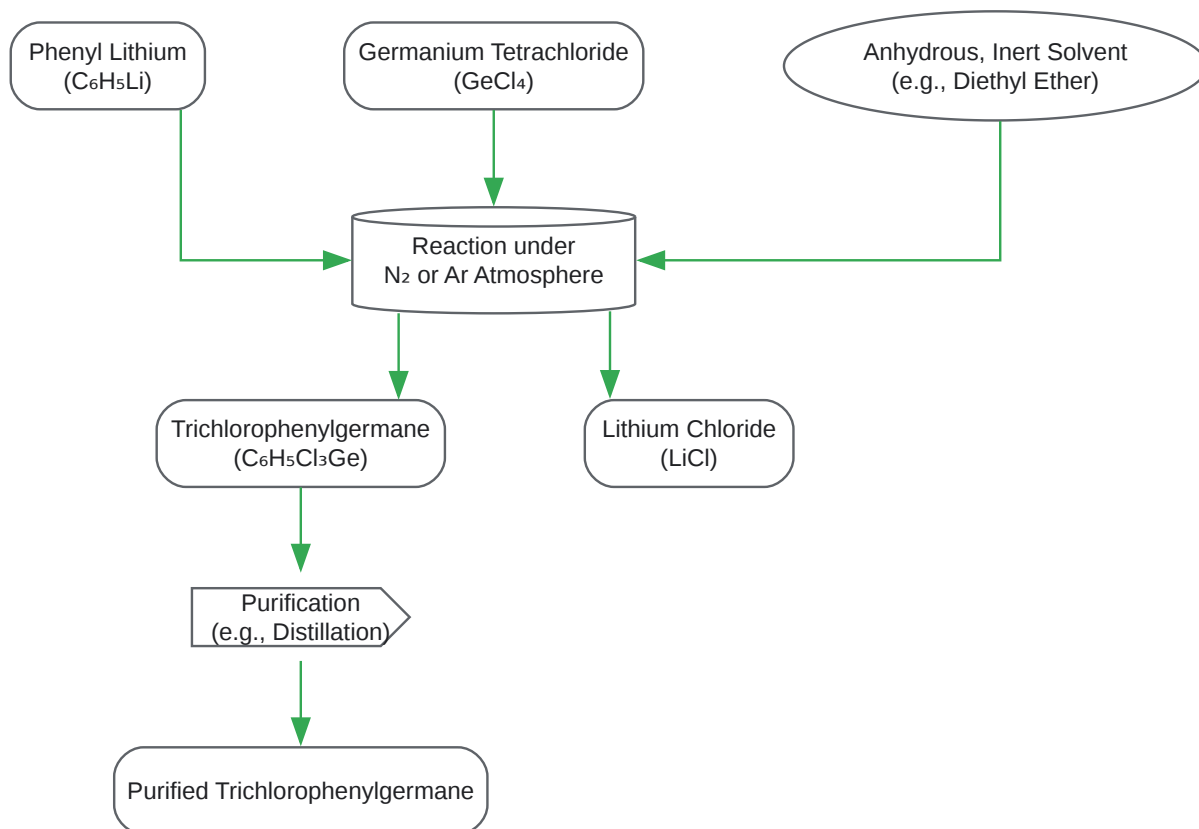 Phenyl Lithium
(C₆H₅Li)
Germanium Tetrachloride
(GeCl₄)
Anhydrous, Inert Solvent
(e.g., Diethyl Ether)
Reaction under
N₂ or Ar Atmosphere
Trichlorophenylgermane
(C₆H₅Cl₃Ge)
Lithium Chloride
(LiCl)
Purification
(e.g., Distillation)
Purified Trichlorophenylgermane